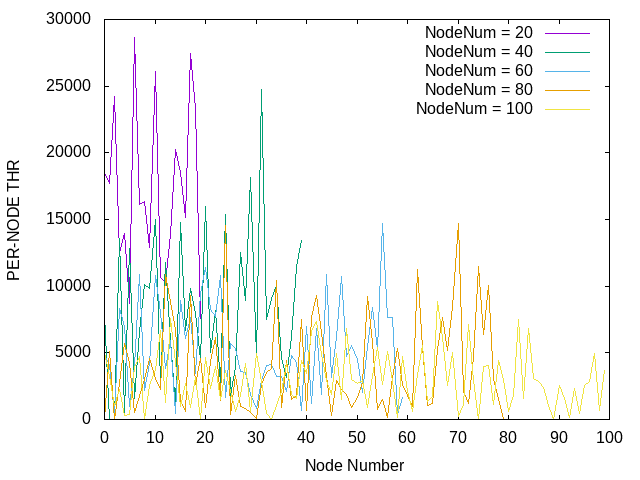 30000
25000
20000
15000
10000
5000
0
PER-NODE THR
NodeNum = 20
NodeNum = 40
NodeNum = 60
NodeNum = 80
NodeNum = 100
0 10 20 30 40 50 60 70 80 90 100
Node Number